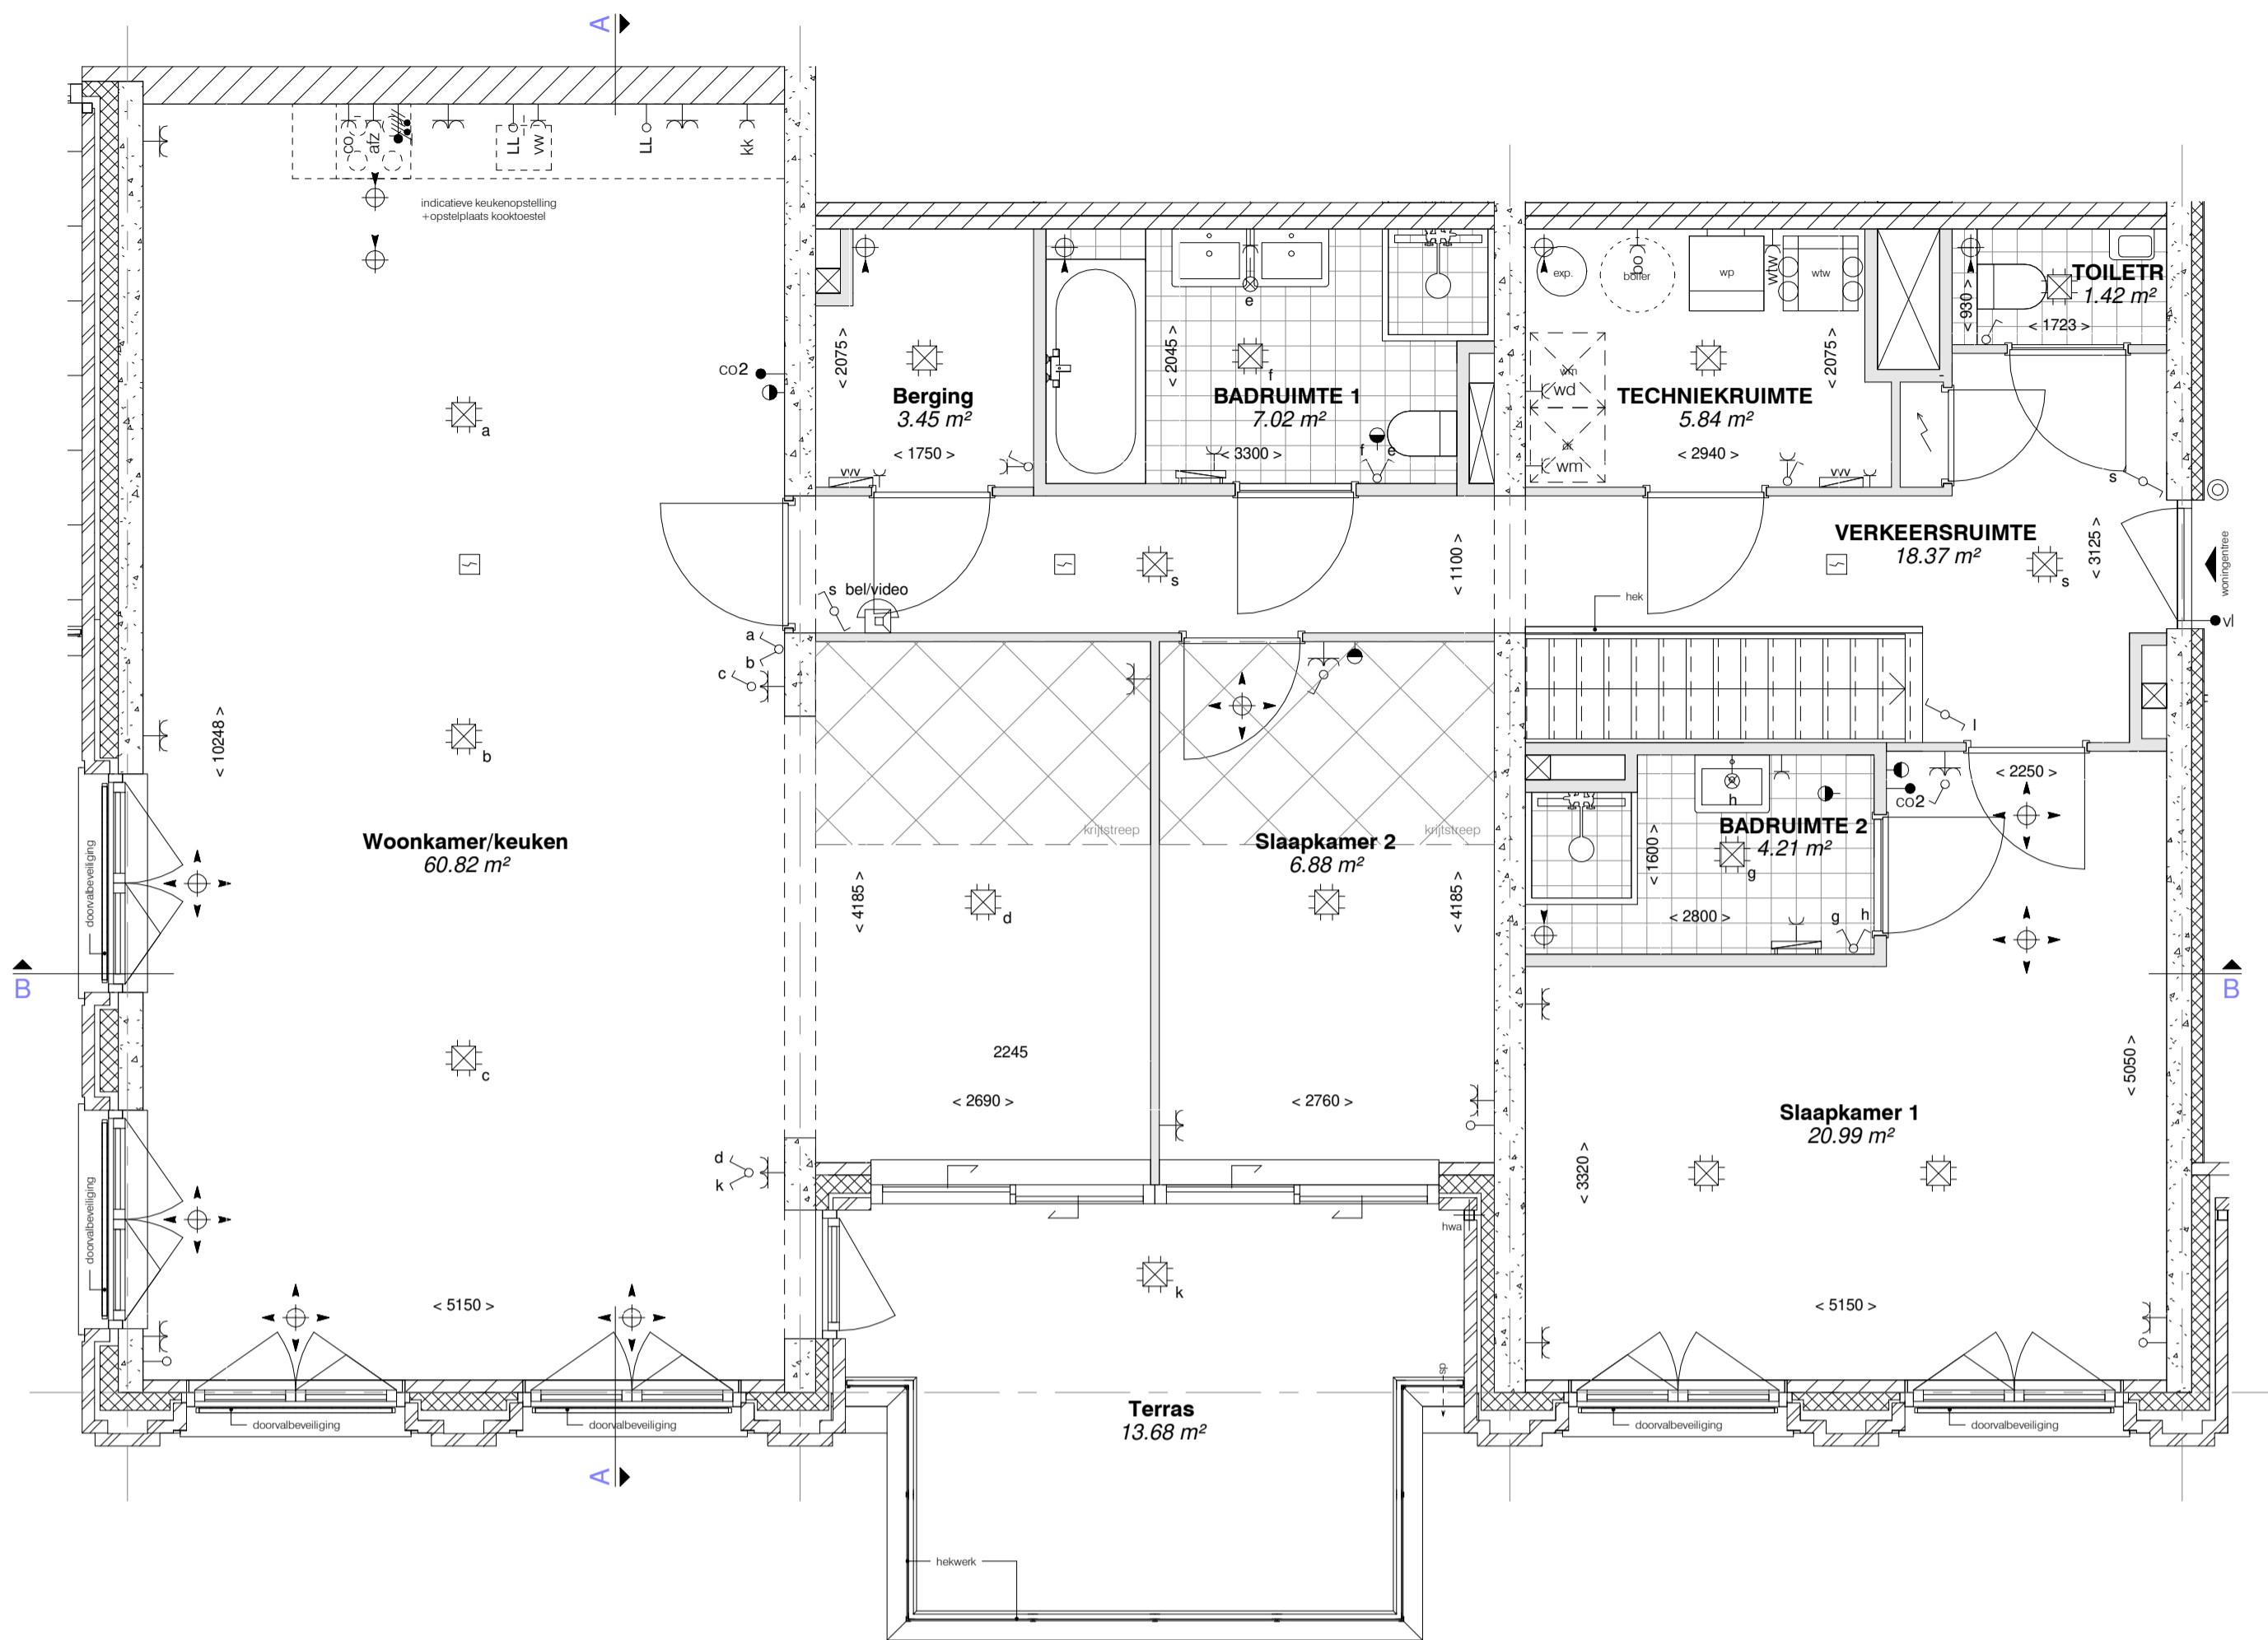 A
co
afz
LL
vw
LL
kk
indicatieve keukenopstelling
+opstelplaats kooktoestel
co2
a
b
c
< 10248 >
Woonkamer/keuken
60.82 m²
doorvalbeveiliging
doorvalbeveiliging
a
b
c
d
k
< 5150 >
doorvalbeveiliging
doorvalbeveiliging
B
A
< 2075 >
Berging
3.45 m²
< 1750 >
vvv
e
< 2045 >
f
BADRUIMTE 1
7.02 m²
< 3300 >
f
e
exp.
bo
boiler
wp
wtw
wtw
wm
wd
dr
wm
< 2075 >
TECHNIEKRUIMTE
5.84 m²
< 2940 >
vvv
TOILETR
1.42 m²
< 930 >
< 1723 >
s
VERKEERSRUIMTE
18.37 m²
< 3125 >
s
woningentree
vl
s
bel/video
s
< 1100 >
hek
l
krijtstreep
krijtstreep
Slaapkamer 2
6.88 m²
< 4185 >
d
< 4185 >
2245
< 2690 >
< 2760 >
h
< 1600 >
BADRUIMTE 2
4.21 m²
g
< 2800 >
g
h
co2
< 2250 >
B
Slaapkamer 1
20.99 m²
< 3320 >
< 5050 >
< 5150 >
doorvalbeveiliging
doorvalbeveiliging
hwa
k
Terras
13.68 m²
hekwerk